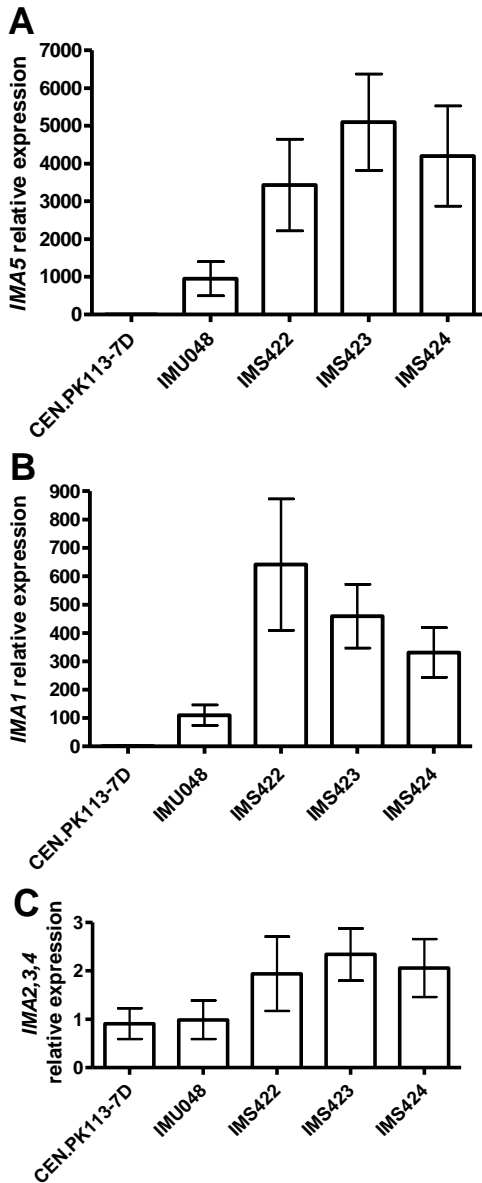 A
IMA5 relative expression
7000
6000
5000
4000
3000
2000
1000
0
CEN.PK113-7D
IMU048
IMS422
IMS423
IMS424
B
IMA1 relative expression
900
800
700
600
500
400
300
200
100
0
CEN.PK113-7D
IMU048
IMS422
IMS423
IMS424
C
IMA2,3,4
relative expression
3
2
1
0
CEN.PK113-7D
IMU048
IMS422
IMS423
IMS424